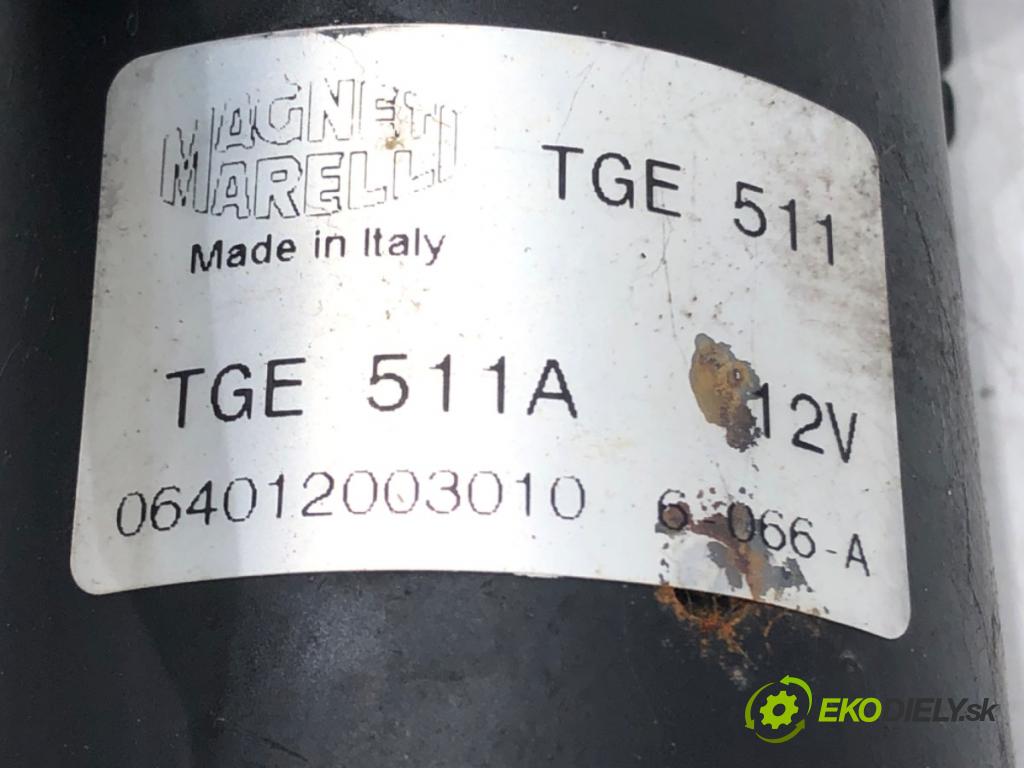 MAGNETI
MARELLI
Made in Italy
TGE 511
TGE 511A
12V
064012003010
6-066-A
EKODIELY.sk